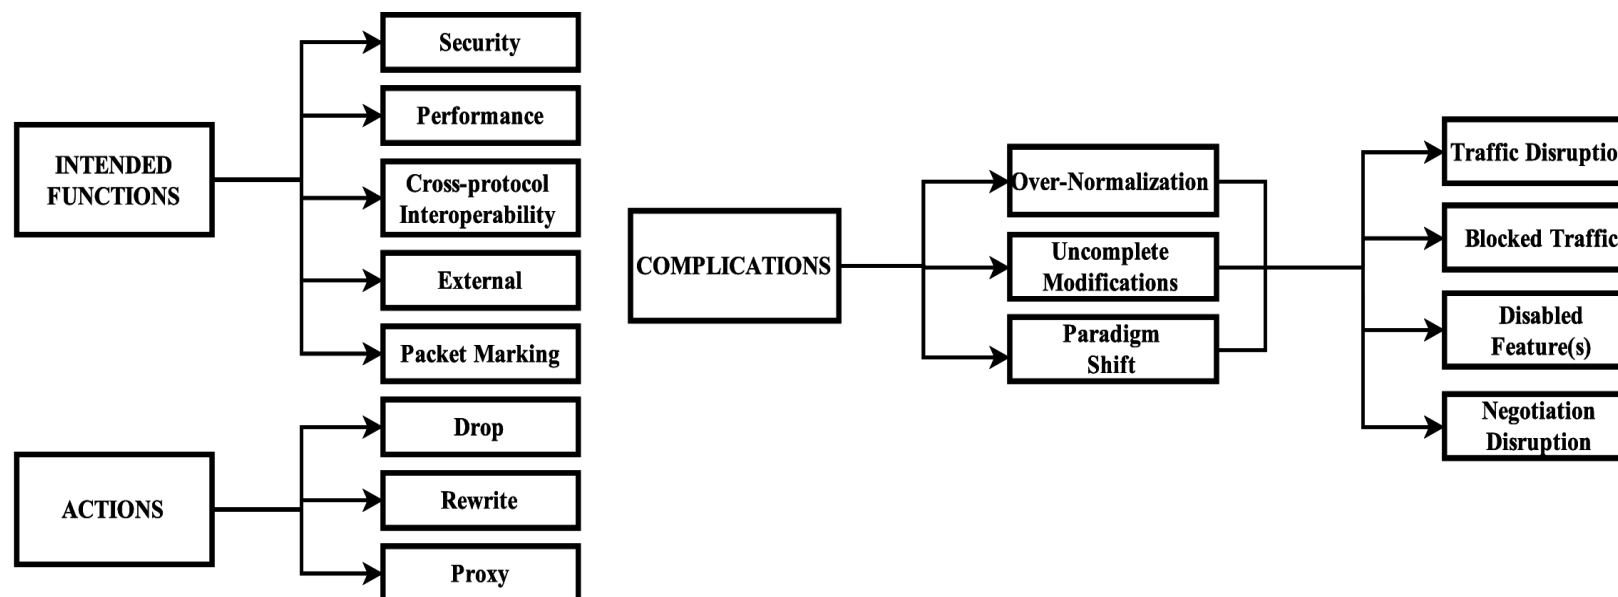 Security
Performance
INTENDED
FUNCTIONS
Cross-protocol
Interoperability
External
Packet Marking
ACTIONS
Drop
Rewrite
Proxy
COMPLICATIONS
Over-Normalization
Uncomplete
Modifications
Paradigm
Shift
Traffic Disruptio
Blocked Traffic
Disabled
Feature(s)
Negotiation
Disruption